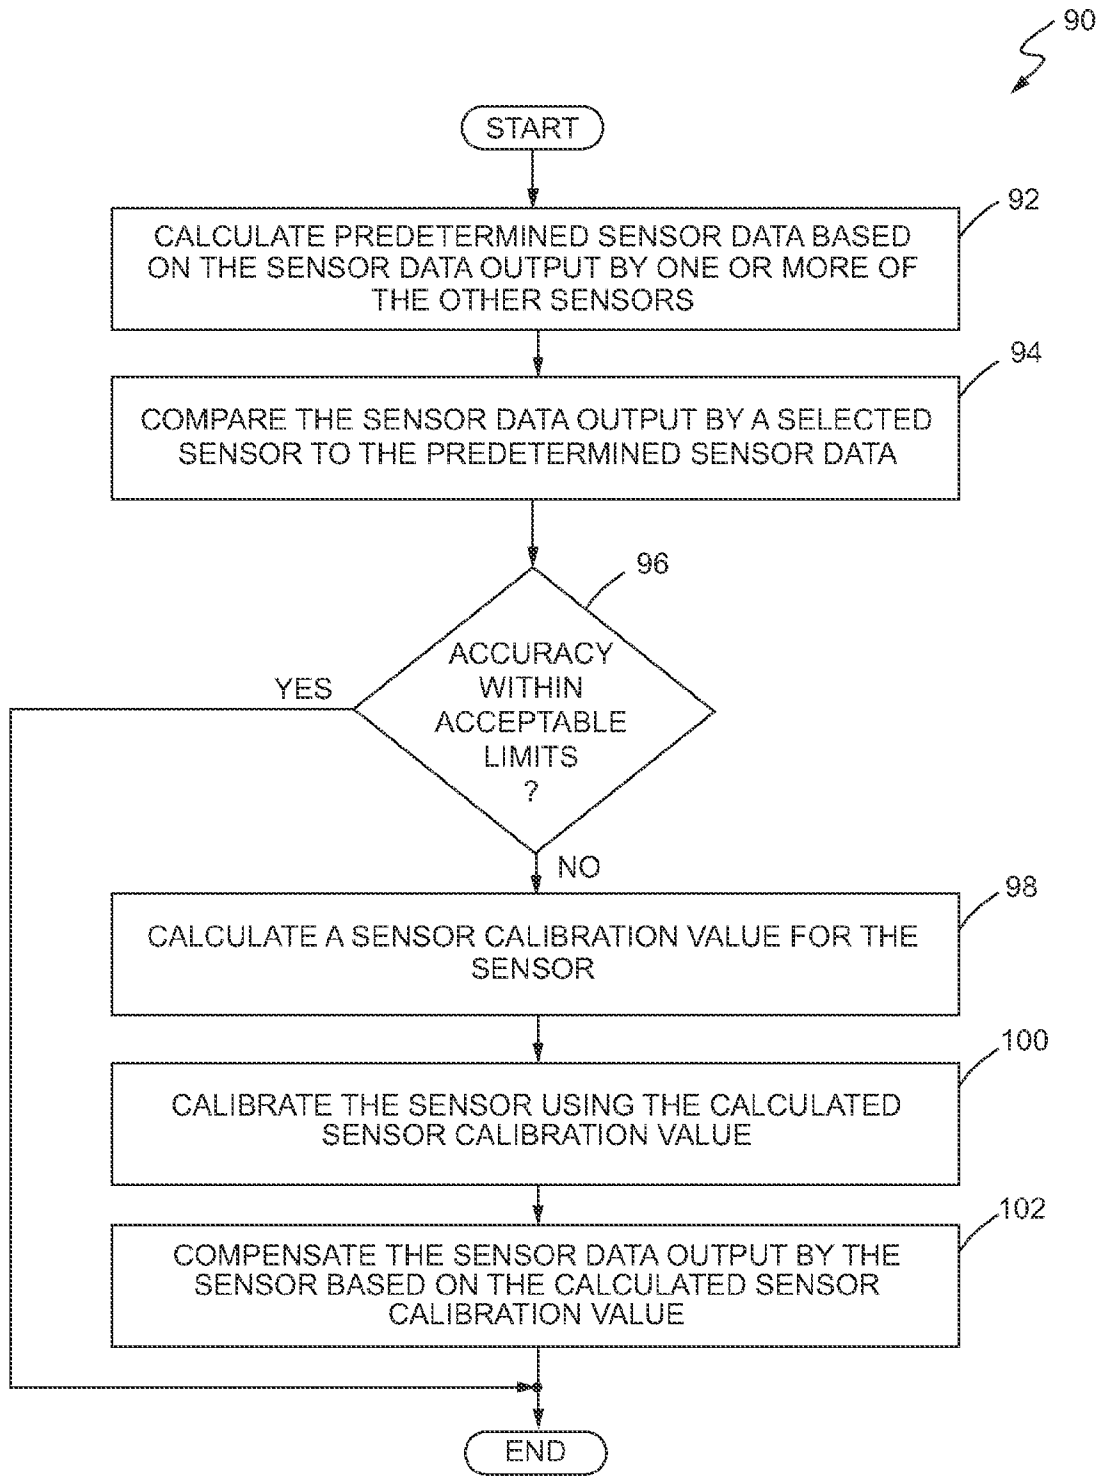 90
START
92
CALCULATE PREDETERMINED SENSOR DATA BASED
ON THE SENSOR DATA OUTPUT BY ONE OR MORE OF
THE OTHER SENSORS
94
COMPARE THE SENSOR DATA OUTPUT BY A SELECTED
SENSOR TO THE PREDETERMINED SENSOR DATA
96
ACCURACY
WITHIN
ACCEPTABLE
LIMITS
?
YES
NO
98
CALCULATE A SENSOR CALIBRATION VALUE FOR THE
SENSOR
100
CALIBRATE THE SENSOR USING THE CALCULATED
SENSOR CALIBRATION VALUE
102
COMPENSATE THE SENSOR DATA OUTPUT BY THE
SENSOR BASED ON THE CALCULATED SENSOR
CALIBRATION VALUE
END